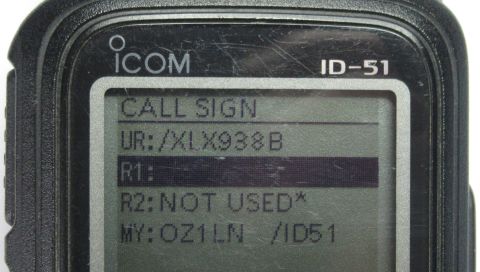 ICOM ID-51
CALL SIGN
UR:/XLX938B
R1:
R2:NOT USED*
MY:OZ1LN /ID51